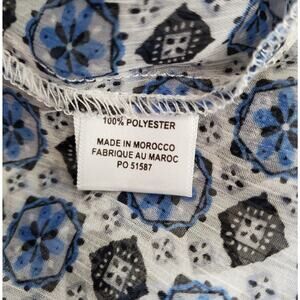 100% POLYESTER
MADE IN MOROCCO
FABRIQUE AU MAROC
PO 51587